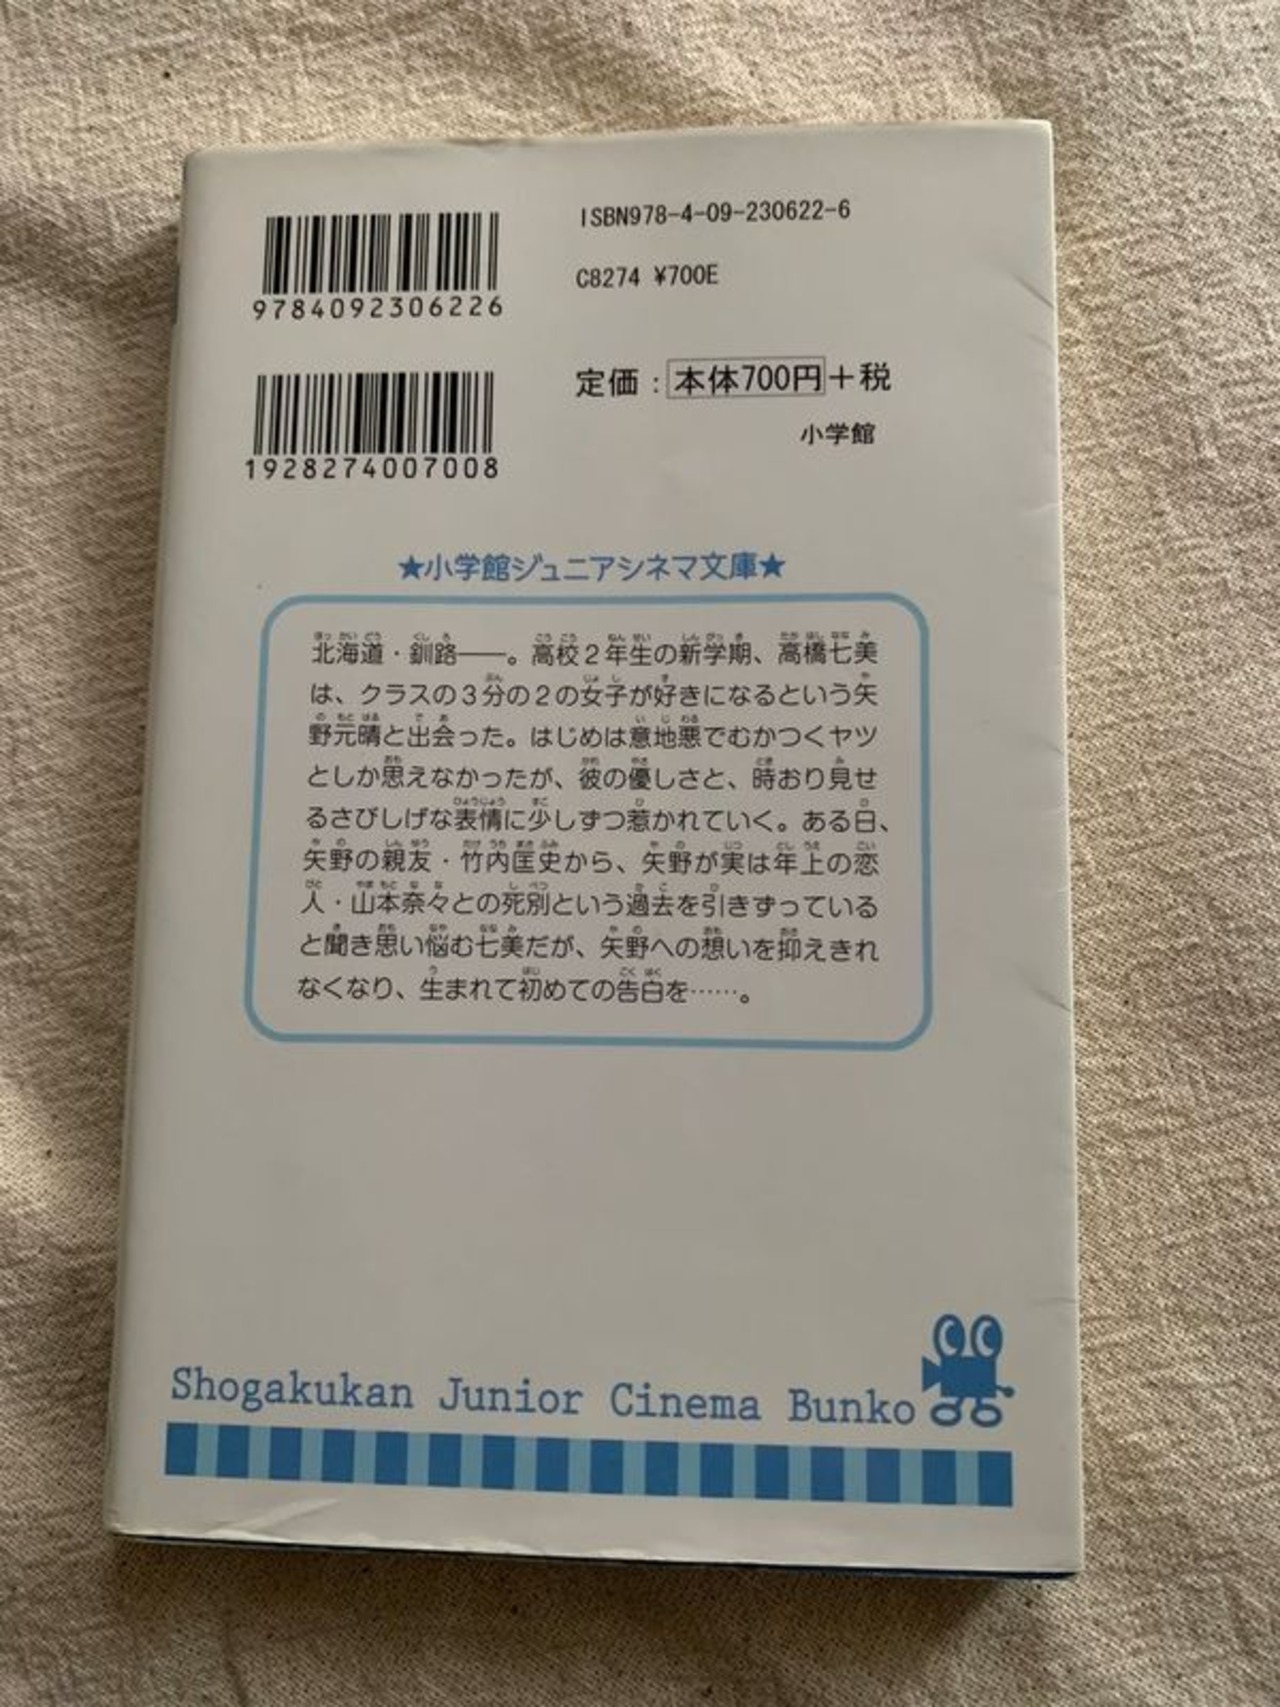 ISBN978-4-09-230622-6
9784092306226
C8274 ¥700E
定価：本体700円＋税
1928274007008
小学館
★小学館ジュニアシネマ文庫★
北海道・釧路――。高校２年生の新学期、高橋七美
は、クラスの３分の２の女子が好きになるという矢
野元晴と出会った。はじめは意地悪でむかつくヤツ
としか思えなかったが、彼の優しさと、時おり見せ
るさびしげな表情に少しずつ惹かれていく。ある日、
矢野の親友・竹内匡史から、矢野が実は年上の恋
人・山本奈々との死別という過去を引きずっている
と聞き思い悩む七美だが、矢野への想いを抑えきれ
なくなり、生まれて初めての告白を……。
Shogakukan Junior Cinema Bunko